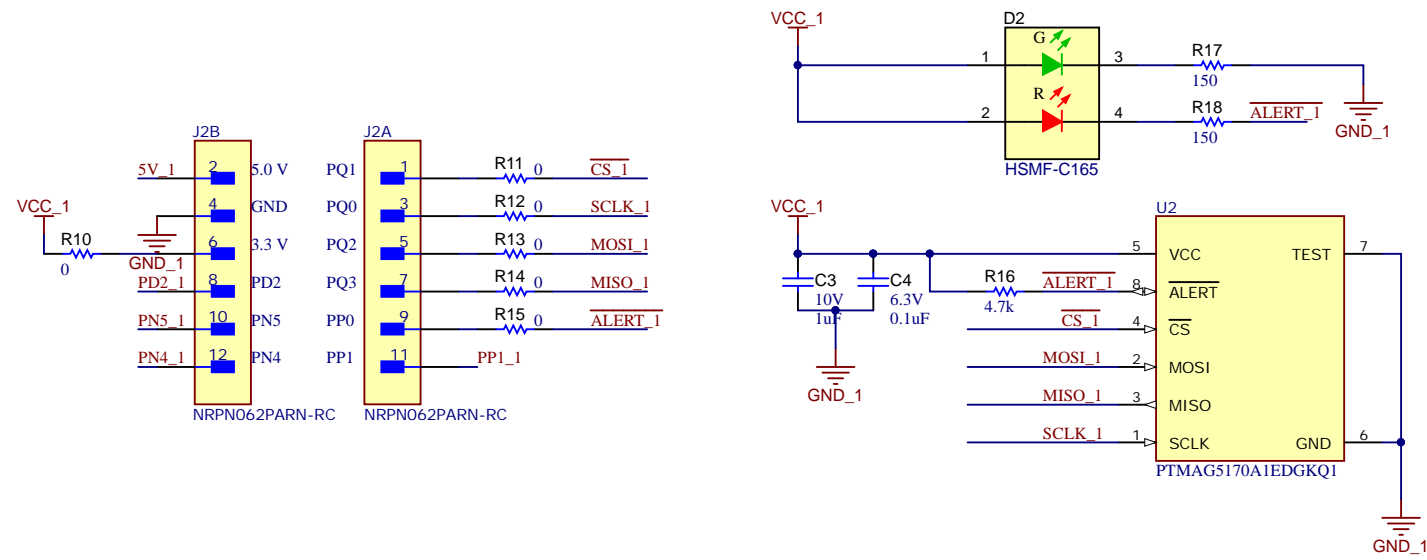 J2B
5V_1 2 5.0 V
4 GND
GND_1
VCC_1
R10
0
6 3.3 V
PD2_1 8 PD2
PN5_1 10 PN5
PN4_1 12 PN4
NRPN062PARN-RC
J2A
PQ1 1 R11 0 CS_1
PQ0 3 R12 0 SCLK_1
PQ2 5 R13 0 MOSI_1
PQ3 7 R14 0 MISO_1
PP0 9 R15 0 ALERT_1
PP1 11 PP1_1
NRPN062PARN-RC
VCC_1
D2
1 G 3 R17
150
GND_1
2 R 4 R18 ALERT_1
150
HSMF-C165
VCC_1
C3
10V
1uF
C4
6.3V
0.1uF
GND_1
R16
4.7k
U2
5 VCC TEST 7
ALERT_1 8 ALERT
CS_1 4 CS
MOSI_1 2 MOSI
MISO_1 3 MISO
SCLK_1 1 SCLK GND 6
PTMAG5170A1EDGKQ1
GND_1